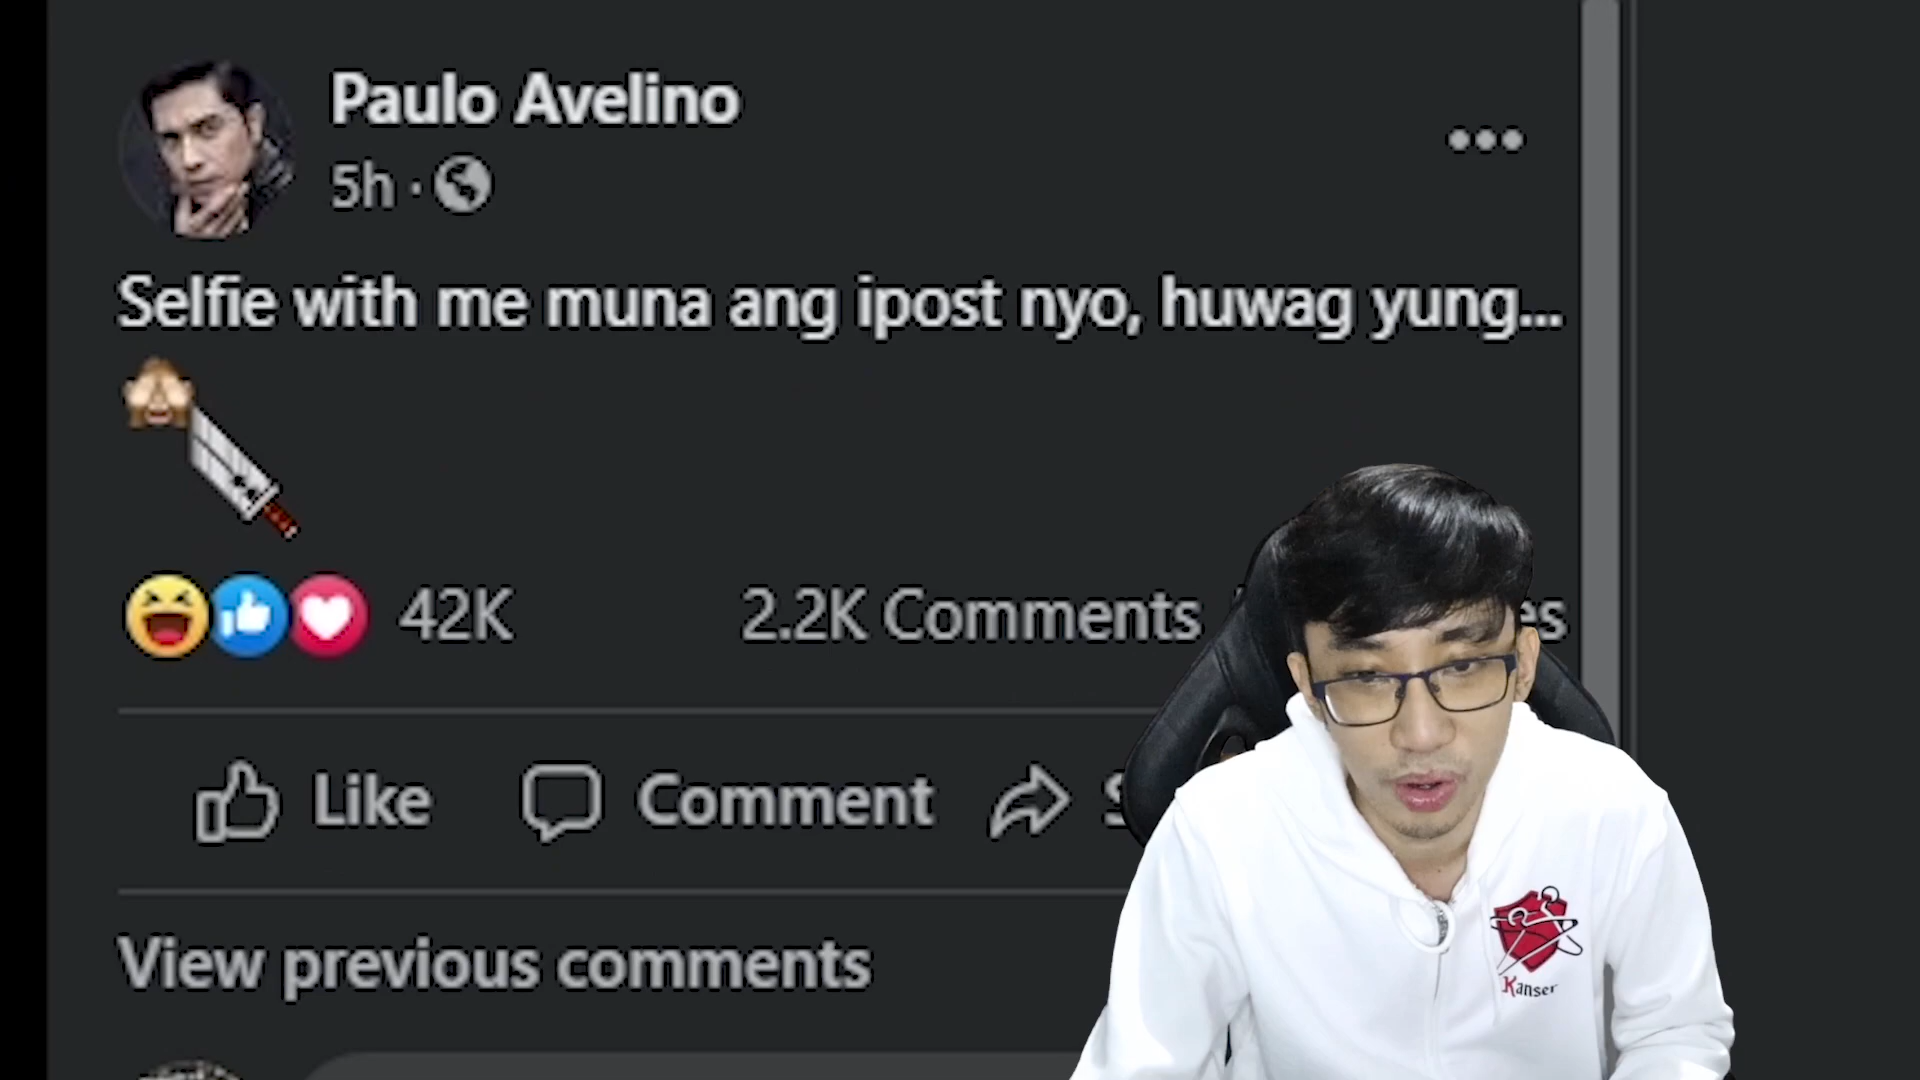 Paulo Avelino
5h ·
Selfie with me muna ang ipost nyo, huwag yung...
42K
2.2K Comments
Like
Comment
View previous comments
Kanser